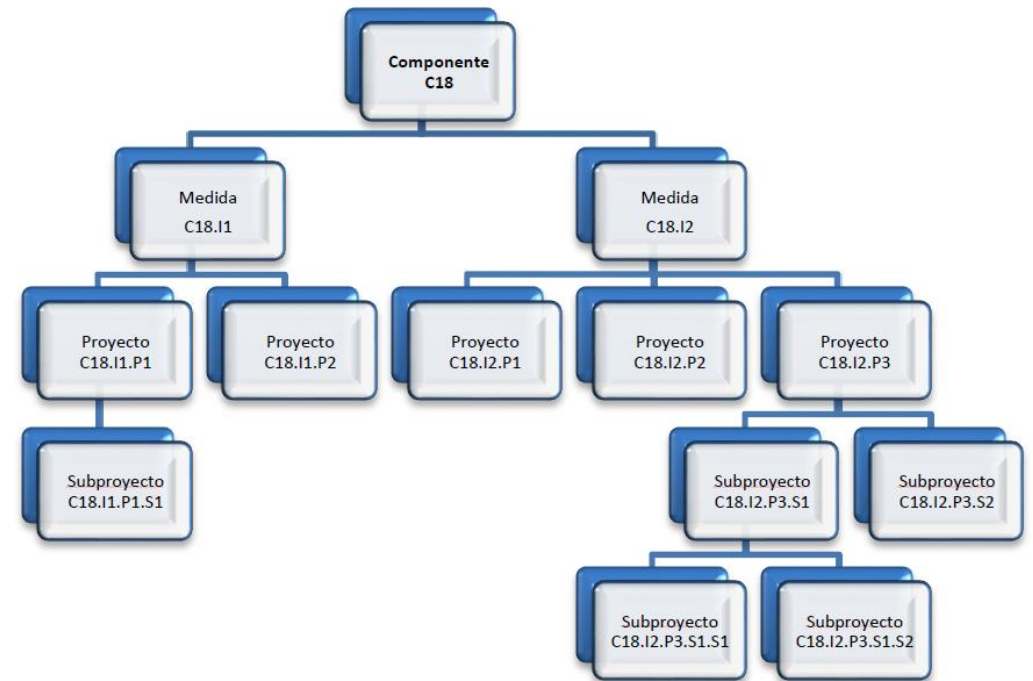 Componente
C18
Medida
C18.I1
Medida
C18.I2
Proyecto
C18.I1.P1
Proyecto
C18.I1.P2
Proyecto
C18.I2.P1
Proyecto
C18.I2.P2
Proyecto
C18.I2.P3
Subproyecto
C18.I1.P1.S1
Subproyecto
C18.I2.P3.S1
Subproyecto
C18.I2.P3.S2
Subproyecto
C18.I2.P3.S1.S1
Subproyecto
C18.I2.P3.S1.S2